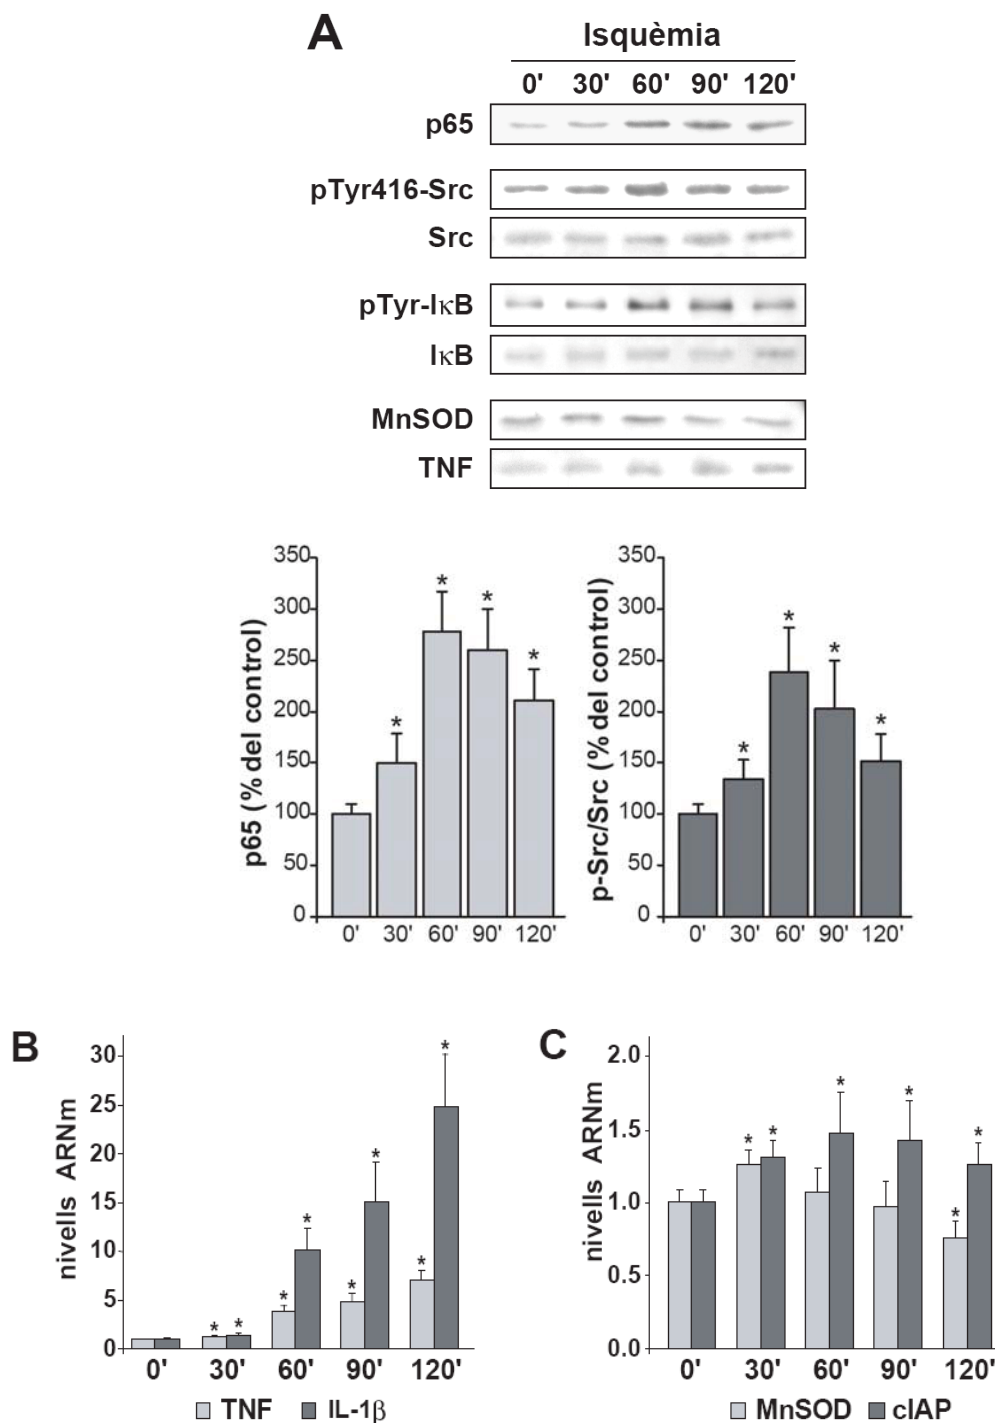 A
Isquèmia
0' 30' 60' 90' 120'
p65
pTyr416-Src
Src
pTyr-IκB
IκB
MnSOD
TNF
p65 (% del control)
350
300
250
200
150
100
50
0
* * * *
0' 30' 60' 90' 120'
p-Src/Src (% del control)
350
300
250
200
150
100
50
0
* * * *
0' 30' 60' 90' 120'
B
nivells ARNm
30
25
20
15
10
5
0
* * * * * * * *
0' 30' 60' 90' 120'
TNF IL-1β
C
nivells ARNm
2.0
1.5
1.0
0.5
0.0
* * * * * *
0' 30' 60' 90' 120'
MnSOD cIAP